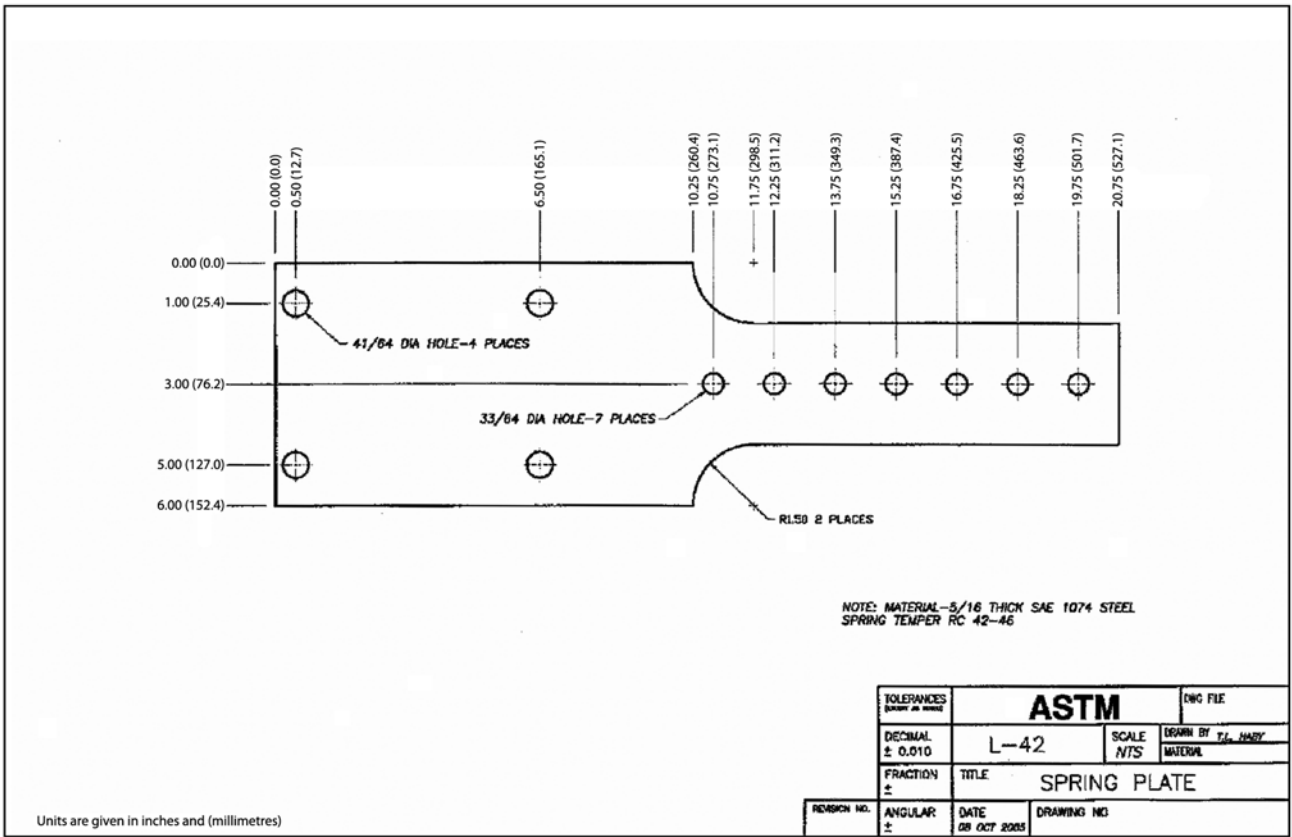 0.00 (0.0)
0.50 (12.7)
6.50 (165.1)
10.25 (260.4)
10.75 (273.1)
11.75 (298.5)
12.25 (311.2)
13.75 (349.3)
15.25 (387.4)
16.75 (425.5)
18.25 (463.6)
19.75 (501.7)
20.75 (527.1)
0.00 (0.0)
1.00 (25.4)
41/64 DIA HOLE-4 PLACES
3.00 (76.2)
33/64 DIA HOLE-7 PLACES
5.00 (127.0)
6.00 (152.4)
R1.50 2 PLACES
NOTE: MATERIAL-5/16 THICK SAE 1074 STEEL
SPRING TEMPER RC 42-46
TOLERANCES
ASTM
DWG FILE
DECIMAL
± 0.010
L-42
SCALE
NTS
DRAWN BY T.L. HABY
MATERIAL
FRACTION
±
TITLE
SPRING PLATE
REVISION NO.
ANGULAR
±
DATE
08 OCT 2005
DRAWING NO
Units are given in inches and (millimetres)